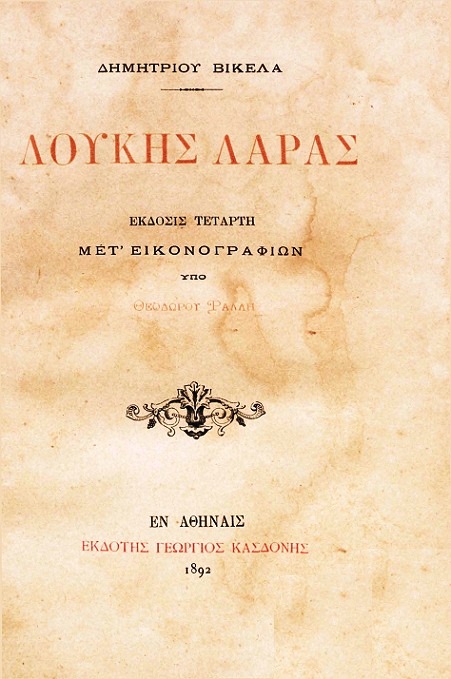 ΔΗΜΗΤΡΙΟΥ ΒΙΚΕΛΑ
ΛΟΥΚΗΣ ΛΑΡΑΣ
ΕΚΔΟΣΙΣ ΤΕΤΑΡΤΗ
ΜΕΤ' ΕΙΚΟΝΟΓΡΑΦΙΩΝ
ΥΠΟ
ΘΕΟΔΩΡΟΥ ΡΑΛΛΗ
ΕΝ ΑΘΗΝΑΙΣ
ΕΚΔΟΤΗΣ ΓΕΩΡΓΙΟΣ ΚΑΣΔΟΝΗΣ
1892